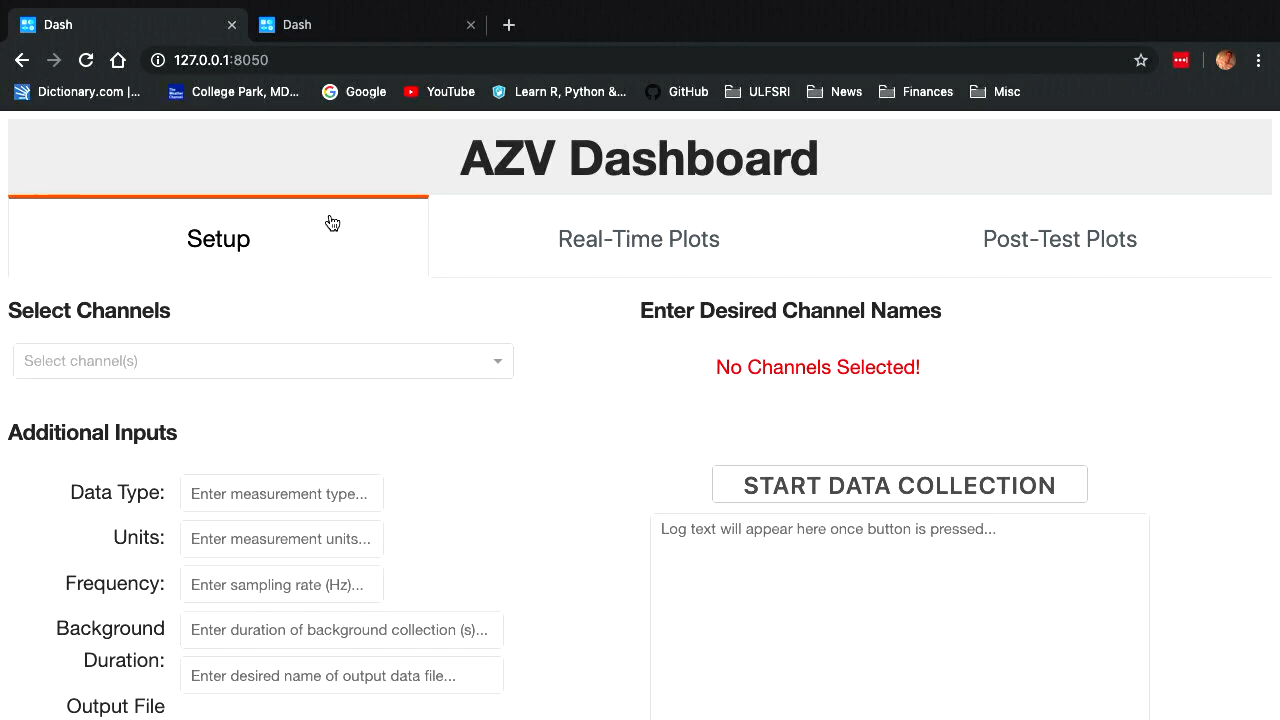 Dash
Dash
127.0.0.1:8050
Dictionary.com |...
College Park, MD...
Google
YouTube
Learn R, Python &...
GitHub
ULFSRI
News
Finances
Misc
AZV Dashboard
Setup
Real-Time Plots
Post-Test Plots
Select Channels
Enter Desired Channel Names
Select channel(s)
No Channels Selected!
Additional Inputs
Data Type:
Enter measurement type...
START DATA COLLECTION
Log text will appear here once button is pressed...
Units:
Enter measurement units...
Frequency:
Enter sampling rate (Hz)...
Background
Duration:
Enter duration of background collection (s)...
Enter desired name of output data file...
Output File